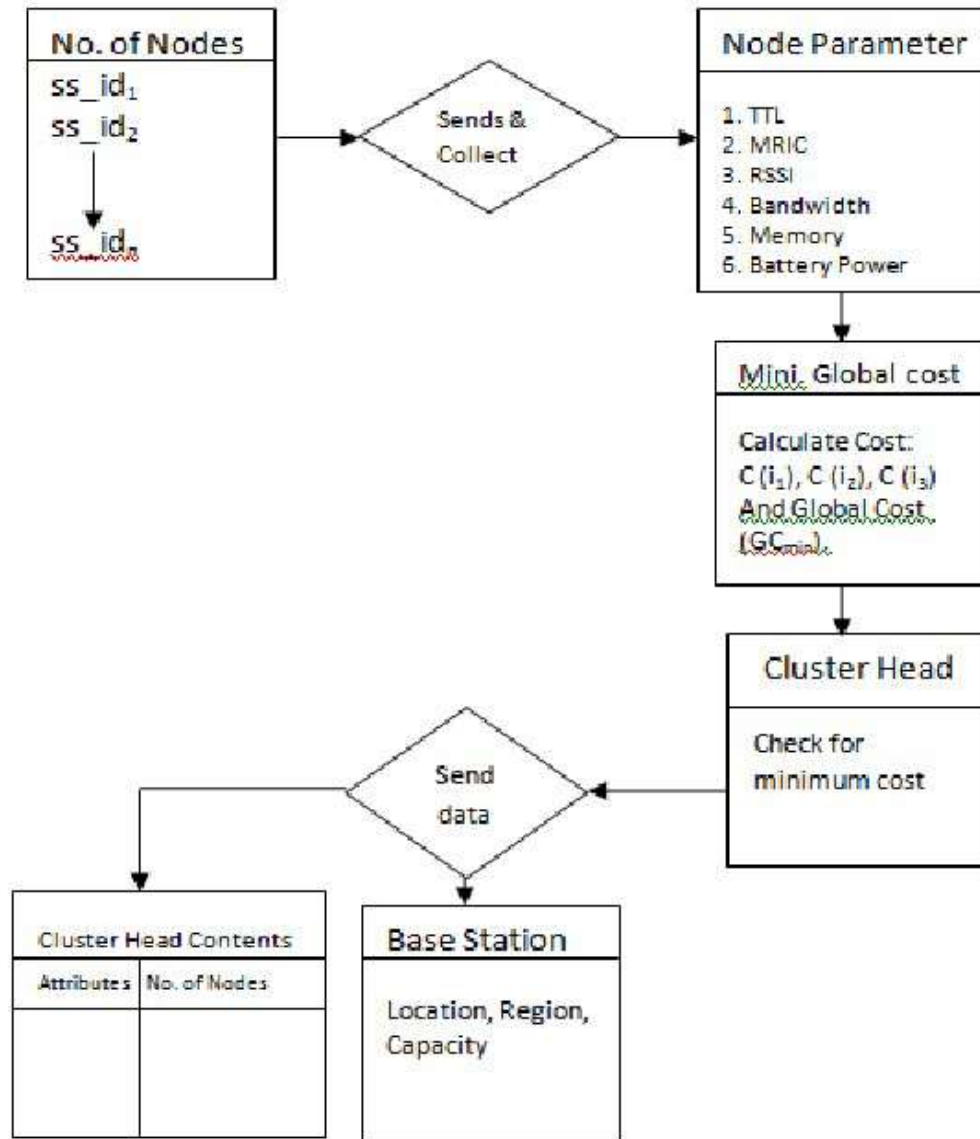 No. of Nodes
ss_id₁
ss_id₂
ss_idₙ
Sends &
Collect
Node Parameter
1. TTL
2. MRIC
3. RSSI
4. Bandwidth
5. Memory
6. Battery Power
Mini. Global cost
Calculate Cost:
C (i₁), C (i₂), C (i₃)
And Global Cost
(GCmin).
Cluster Head
Check for
minimum cost
Send
data
Cluster Head Contents
Attributes No. of Nodes
Base Station
Location, Region,
Capacity